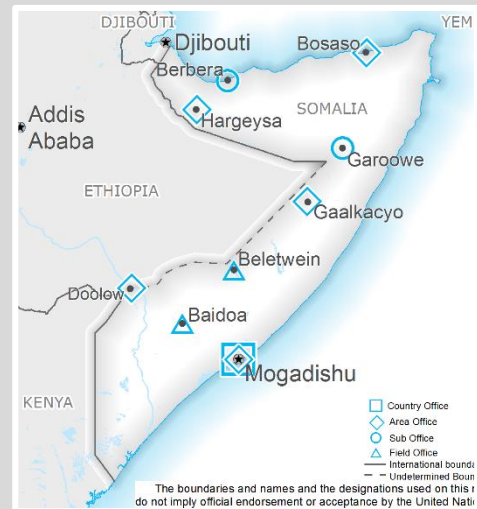 DJIBOUTI
YEM
Djibouti
Bosaso
Berbera
SOMALIA
Addis
Ababa
Hargeysa
Garoowe
ETHIOPIA
Gaalkacyo
Beletwein
Doolow
Baidoa
Mogadishu
KENYA
Country Office
Area Office
Sub Office
Field Office
International bounda
Undetermined Boun
The boundaries and names and the designations used on this
do not imply official endorsement or acceptance by the United Nati